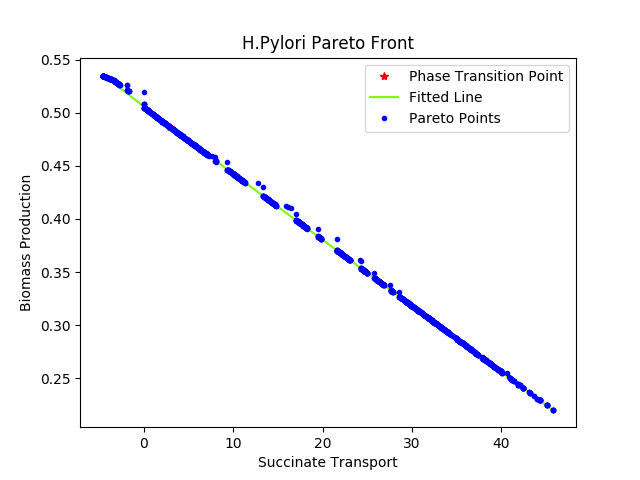 H.Pylori Pareto Front
Phase Transition Point
Fitted Line
Pareto Points
Biomass Production
0.55
0.50
0.45
0.40
0.35
0.30
0.25
0 10 20 30 40
Succinate Transport